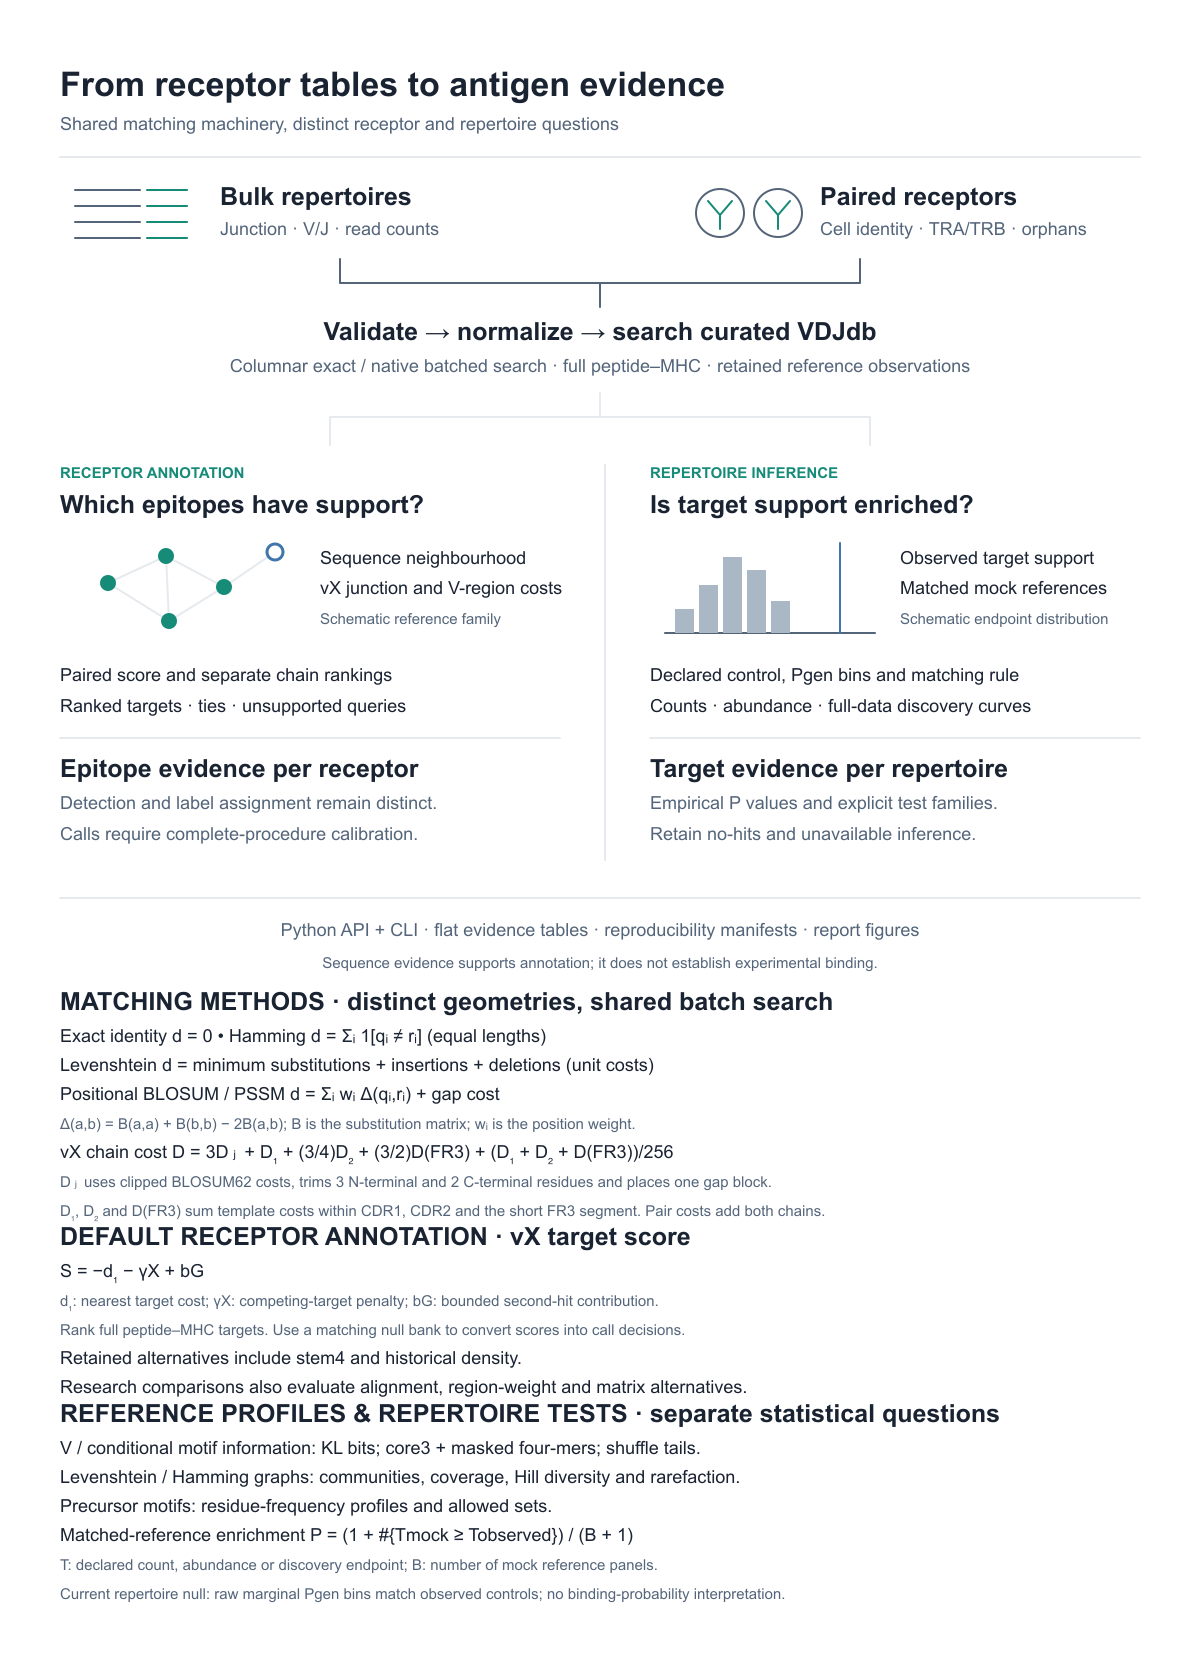 From receptor tables to antigen evidence
Shared matching machinery, distinct receptor and repertoire questions
Bulk repertoires
Junction · V/J · read counts
Paired receptors
Cell identity · TRA/TRB · orphans
Validate → normalize → search curated VDJdb
Columnar exact / native batched search · full peptide–MHC · retained reference observations
RECEPTOR ANNOTATION
Which epitopes have support?
Sequence neighbourhood
vX junction and V-region costs
Schematic reference family
Paired score and separate chain rankings
Ranked targets · ties · unsupported queries
Epitope evidence per receptor
Detection and label assignment remain distinct.
Calls require complete-procedure calibration.
REPERTOIRE INFERENCE
Is target support enriched?
Observed target support
Matched mock references
Schematic endpoint distribution
Declared control, Pgen bins and matching rule
Counts · abundance · full-data discovery curves
Target evidence per repertoire
Empirical P values and explicit test families.
Retain no-hits and unavailable inference.
Python API + CLI · flat evidence tables · reproducibility manifests · report figures
Sequence evidence supports annotation; it does not establish experimental binding.
MATCHING METHODS · distinct geometries, shared batch search
Exact identity d = 0 • Hamming d = Σᵢ 1[qᵢ ≠ rᵢ] (equal lengths)
Levenshtein d = minimum substitutions + insertions + deletions (unit costs)
Positional BLOSUM / PSSM d = Σᵢ wᵢ Δ(qᵢ,rᵢ) + gap cost
Δ(a,b) = B(a,a) + B(b,b) − 2B(a,b); B is the substitution matrix; wᵢ is the position weight.
vX chain cost D = 3Dⱼ + D₁ + (3/4)D₂ + (3/2)D(FR3) + (D₁ + D₂ + D(FR3))/256
Dⱼ uses clipped BLOSUM62 costs, trims 3 N-terminal and 2 C-terminal residues and places one gap block.
D₁, D₂ and D(FR3) sum template costs within CDR1, CDR2 and the short FR3 segment. Pair costs add both chains.
DEFAULT RECEPTOR ANNOTATION · vX target score
S = −d₁ − γX + bG
d₁: nearest target cost; γX: competing-target penalty; bG: bounded second-hit contribution.
Rank full peptide–MHC targets. Use a matching null bank to convert scores into call decisions.
Retained alternatives include stem4 and historical density.
Research comparisons also evaluate alignment, region-weight and matrix alternatives.
REFERENCE PROFILES & REPERTOIRE TESTS · separate statistical questions
V / conditional motif information: KL bits; core3 + masked four-mers; shuffle tails.
Levenshtein / Hamming graphs: communities, coverage, Hill diversity and rarefaction.
Precursor motifs: residue-frequency profiles and allowed sets.
Matched-reference enrichment P = (1 + #{Tmock ≥ Tobserved}) / (B + 1)
T: declared count, abundance or discovery endpoint; B: number of mock reference panels.
Current repertoire null: raw marginal Pgen bins match observed controls; no binding-probability interpretation.